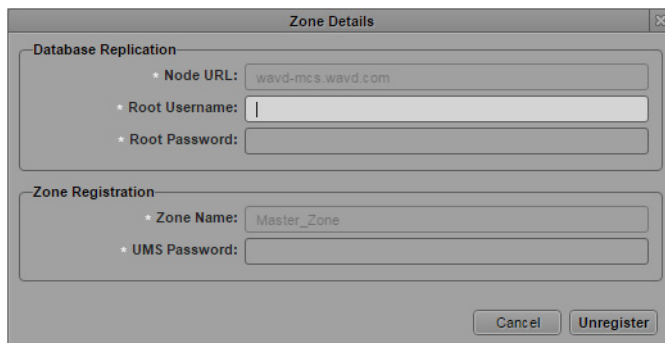 Zone Details
Database Replication
* Node URL: wavd-mcs.wavd.com
* Root Username:
* Root Password:
Zone Registration
* Zone Name: Master_Zone
* UMS Password:
Cancel Unregister